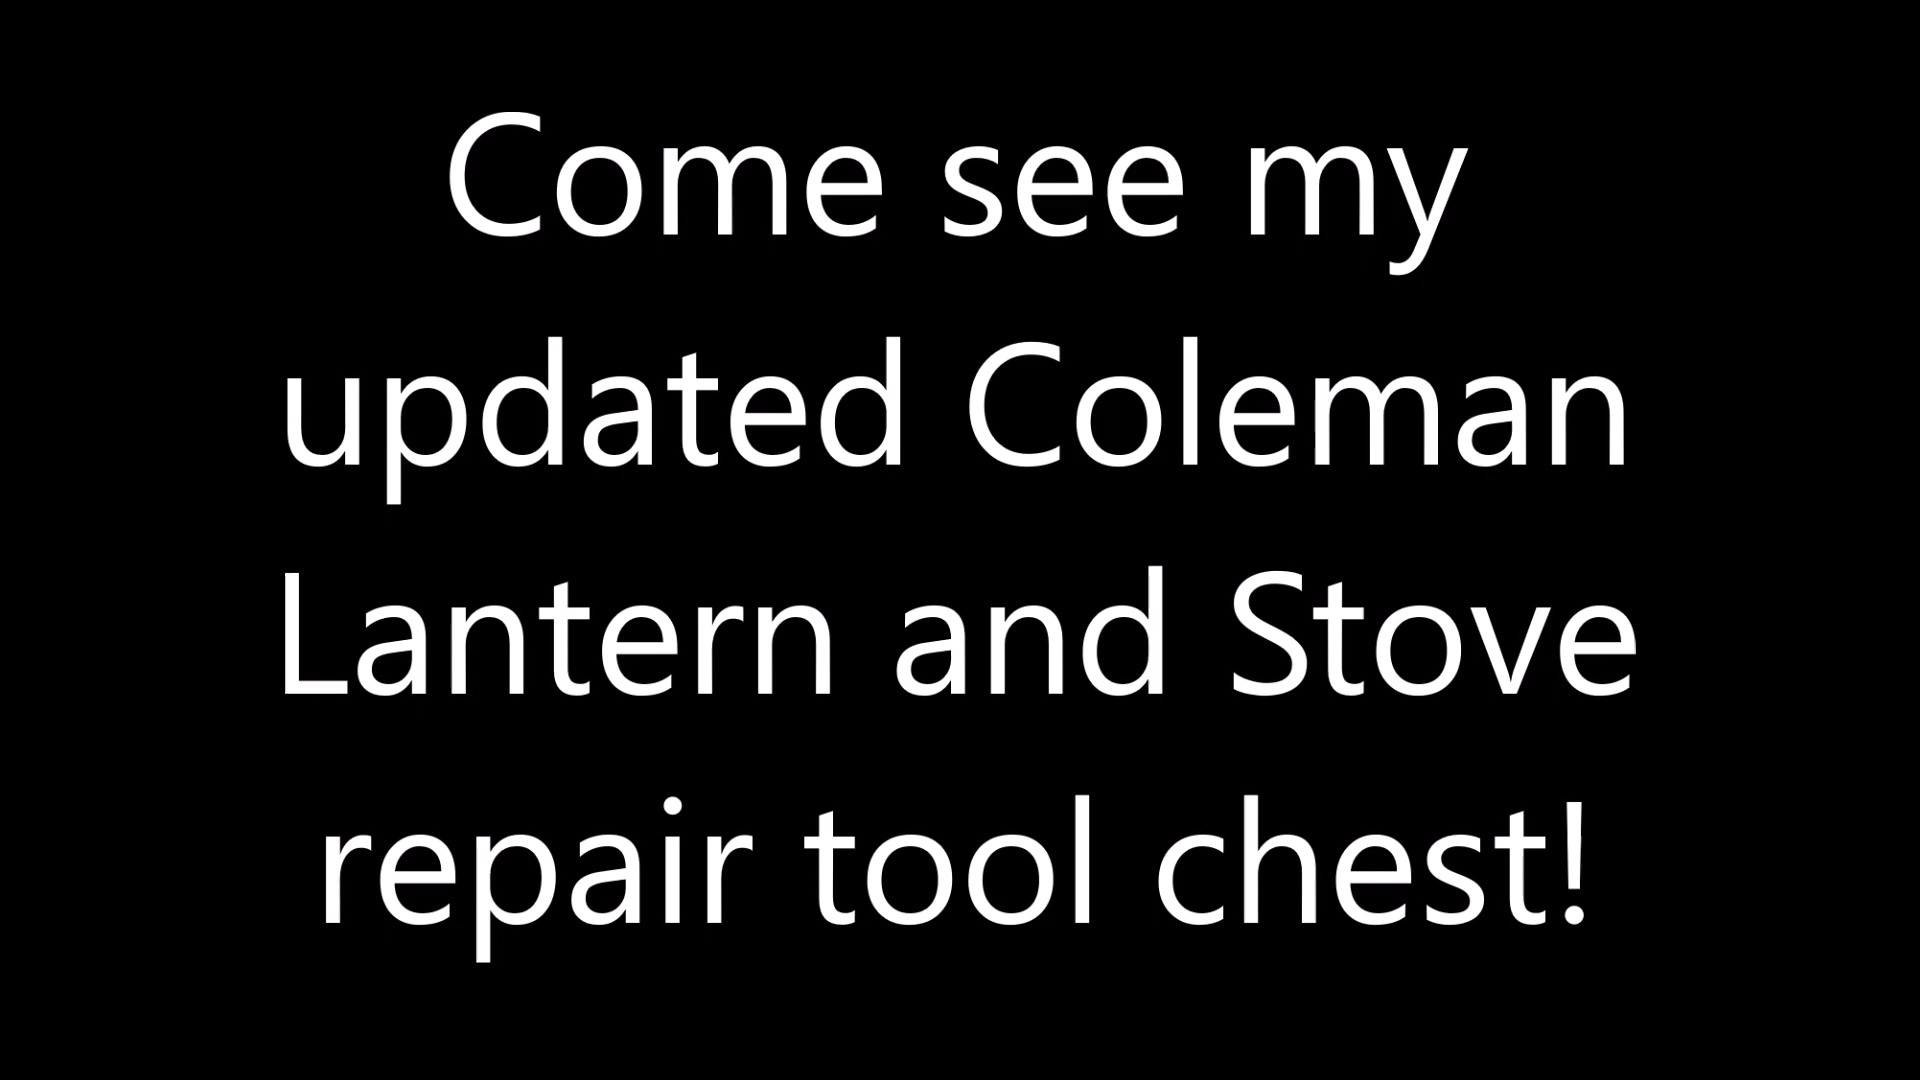 Come see my
updated Coleman
Lantern and Stove
repair tool chest!